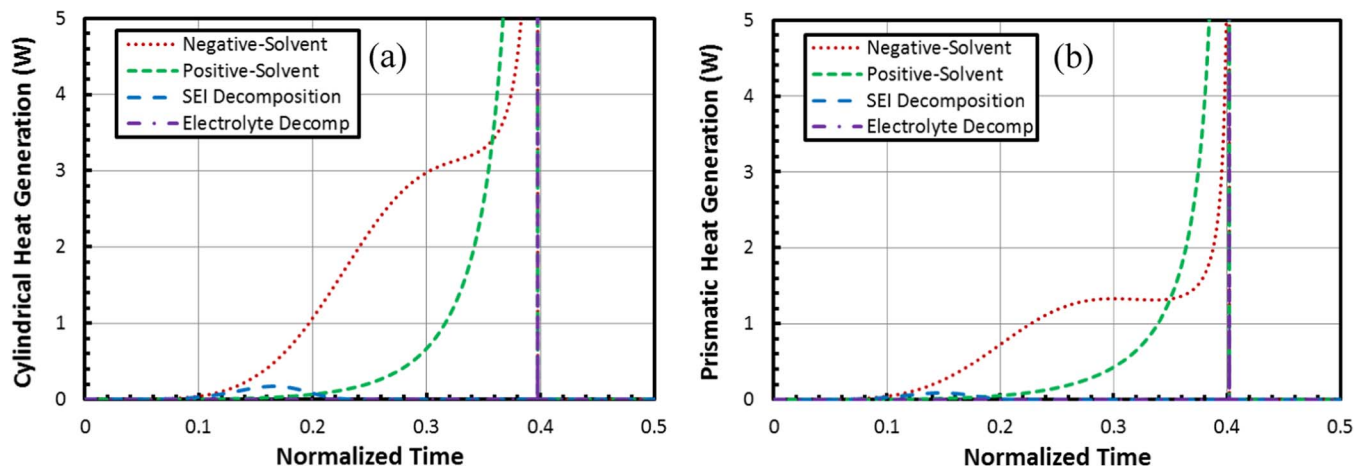 (a)
Cylindrical Heat Generation (W)
5
4
3
2
1
0
Negative-Solvent
Positive-Solvent
SEI Decomposition
Electrolyte Decomp
0 0.1 0.2 0.3 0.4 0.5
Normalized Time
(b)
Prismatic Heat Generation (W)
5
4
3
2
1
0
Negative-Solvent
Positive-Solvent
SEI Decomposition
Electrolyte Decomp
0 0.1 0.2 0.3 0.4 0.5
Normalized Time